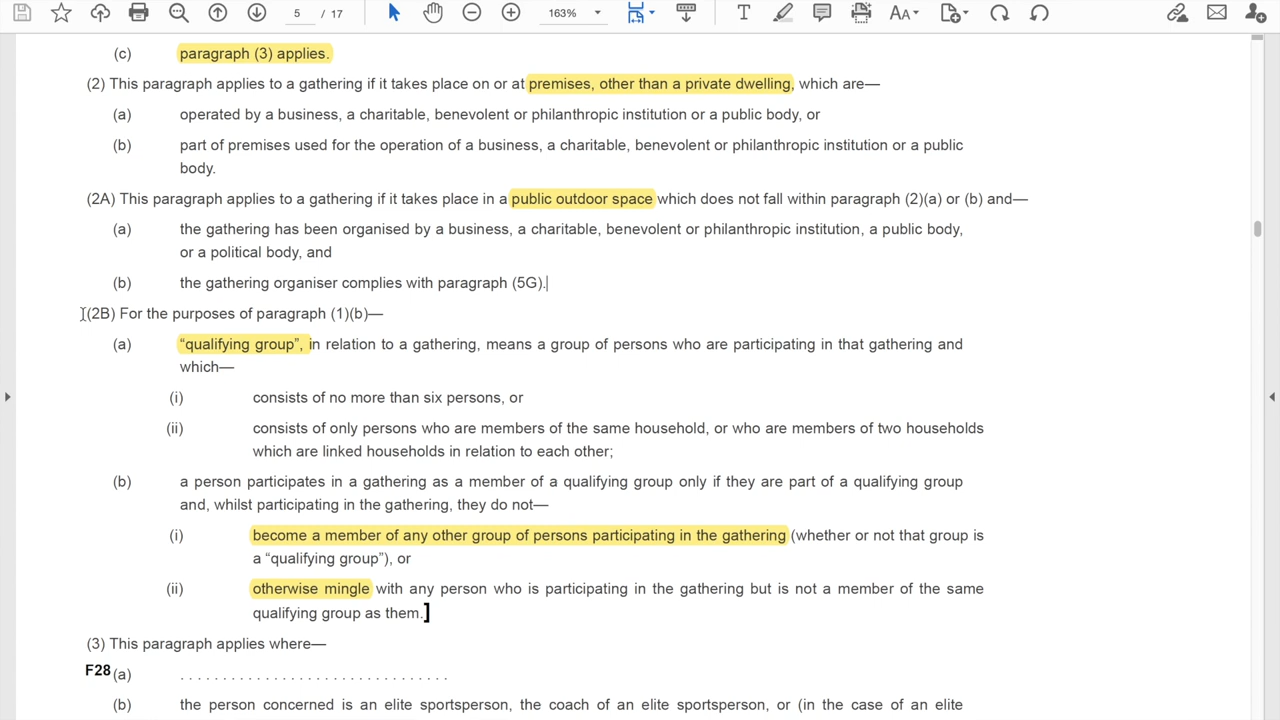 5 / 17 163%
(c) paragraph (3) applies.
(2) This paragraph applies to a gathering if it takes place on or at premises, other than a private dwelling, which are—
(a) operated by a business, a charitable, benevolent or philanthropic institution or a public body, or
(b) part of premises used for the operation of a business, a charitable, benevolent or philanthropic institution or a public
body.
(2A) This paragraph applies to a gathering if it takes place in a public outdoor space which does not fall within paragraph (2)(a) or (b) and—
(a) the gathering has been organised by a business, a charitable, benevolent or philanthropic institution, a public body,
or a political body, and
(b) the gathering organiser complies with paragraph (5G).
(2B) For the purposes of paragraph (1)(b)—
(a) “qualifying group”, in relation to a gathering, means a group of persons who are participating in that gathering and
which—
(i) consists of no more than six persons, or
(ii) consists of only persons who are members of the same household, or who are members of two households
which are linked households in relation to each other;
(b) a person participates in a gathering as a member of a qualifying group only if they are part of a qualifying group
and, whilst participating in the gathering, they do not—
(i) become a member of any other group of persons participating in the gathering (whether or not that group is
a “qualifying group”), or
(ii) otherwise mingle with any person who is participating in the gathering but is not a member of the same
qualifying group as them.]
(3) This paragraph applies where—
F28 (a) . . . . . . . . . . . . . . . . . . . . . . . . . . . . . . . .
(b) the person concerned is an elite sportsperson, the coach of an elite sportsperson, or (in the case of an elite